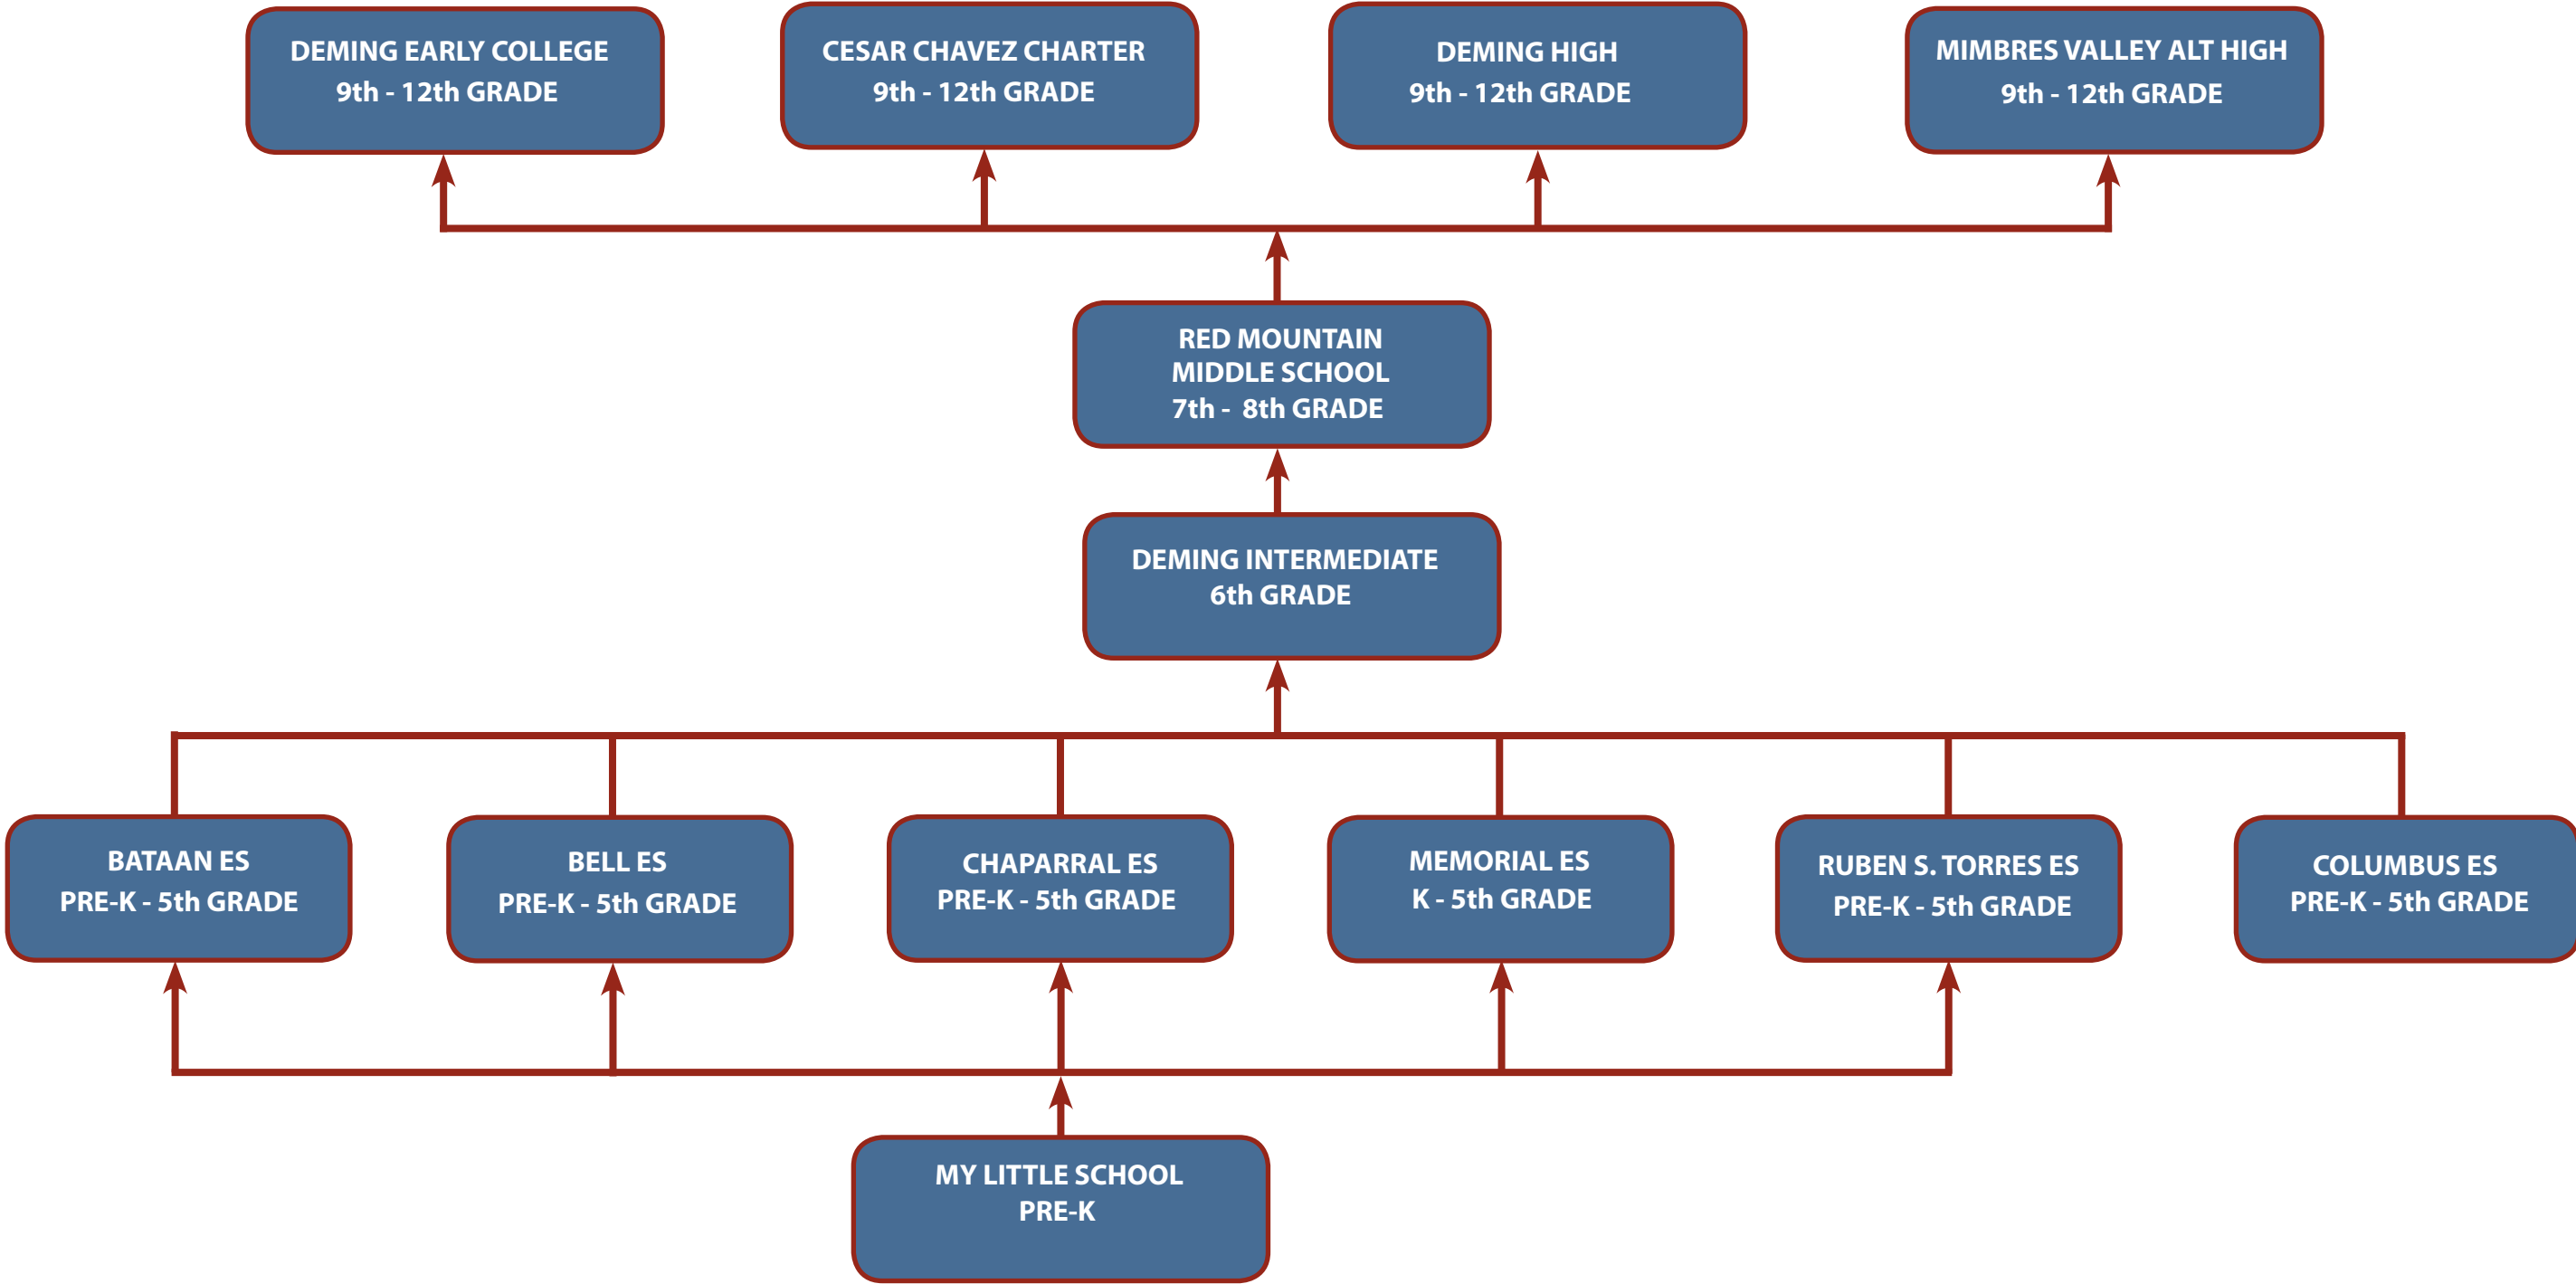 DEMING EARLY COLLEGE
9th - 12th GRADE
CESAR CHAVEZ CHARTER
9th - 12th GRADE
DEMING HIGH
9th - 12th GRADE
MIMBRES VALLEY ALT HIGH
9th - 12th GRADE
RED MOUNTAIN
MIDDLE SCHOOL
7th -  8th GRADE
DEMING INTERMEDIATE
6th GRADE
BATAAN ES
PRE-K - 5th GRADE
BELL ES
PRE-K - 5th GRADE
CHAPARRAL ES
PRE-K - 5th GRADE
MEMORIAL ES
K - 5th GRADE
RUBEN S. TORRES ES
PRE-K - 5th GRADE
COLUMBUS ES
PRE-K - 5th GRADE
MY LITTLE SCHOOL
PRE-K